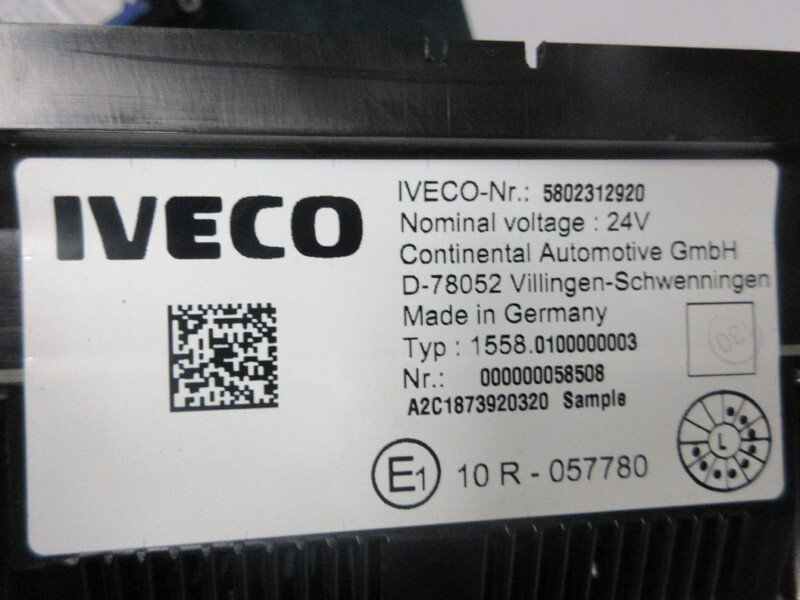 IVECO
IVECO-Nr.: 5802312920
Nominal voltage : 24V
Continental Automotive GmbH
D-78052 Villingen-Schwenningen
Made in Germany
Typ : 1558.0100000003
Nr.: 000000058508
A2C1873920320 Sample
E1 10 R - 057780
L